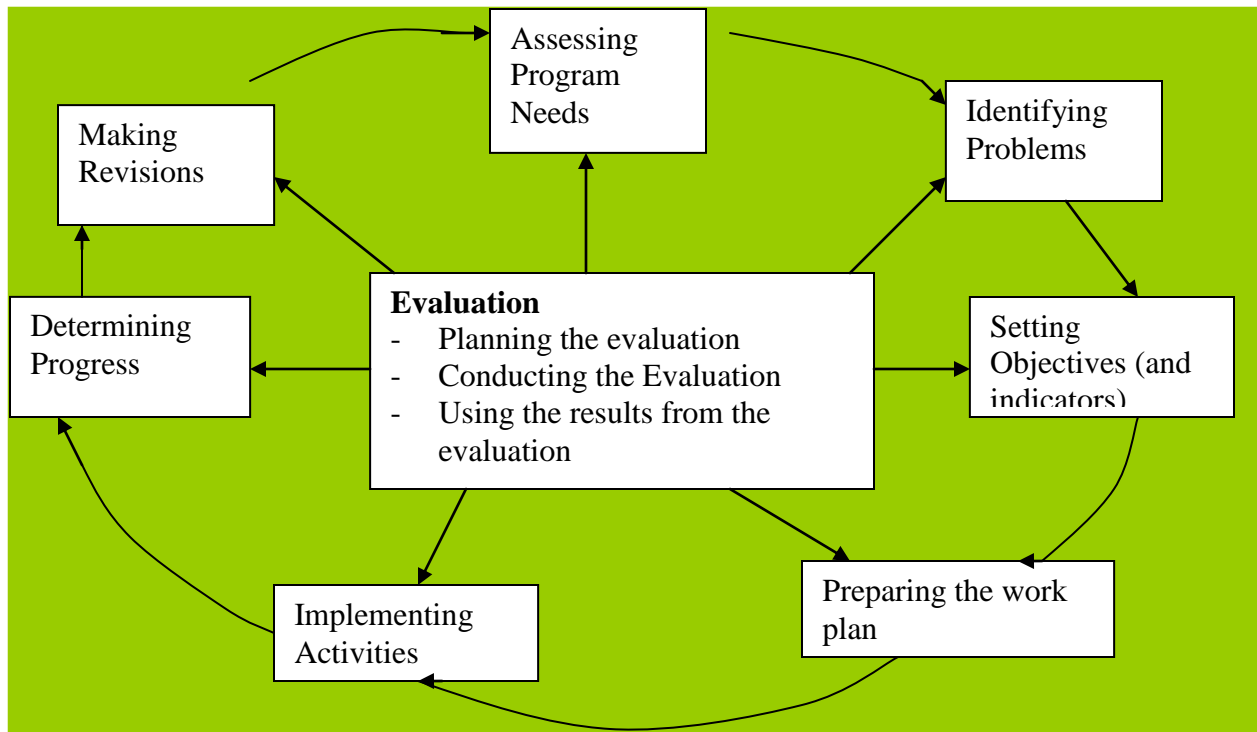 Assessing
Program
Needs
Identifying
Problems
Setting
Objectives (and
indicators)
Preparing the work
plan
Implementing
Activities
Determining
Progress
Making
Revisions
Evaluation
- Planning the evaluation
- Conducting the Evaluation
- Using the results from the
evaluation